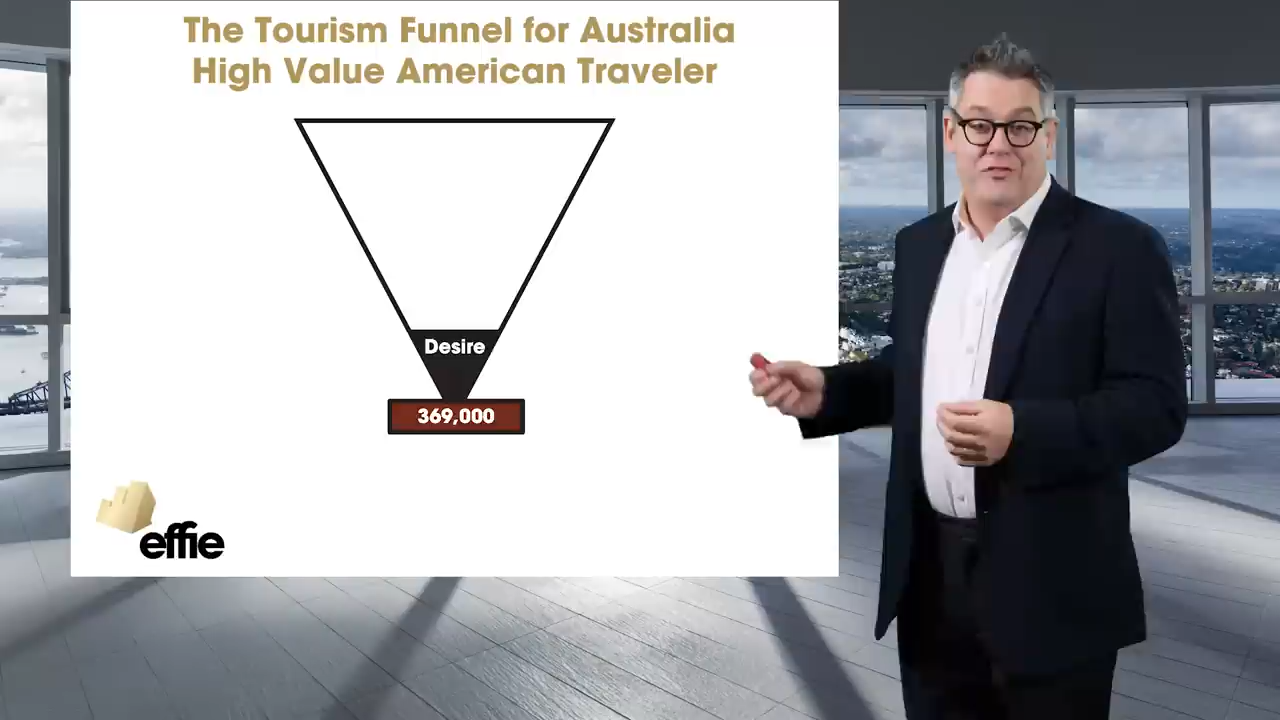 The Tourism Funnel for Australia
High Value American Traveler
Desire
369,000
effie